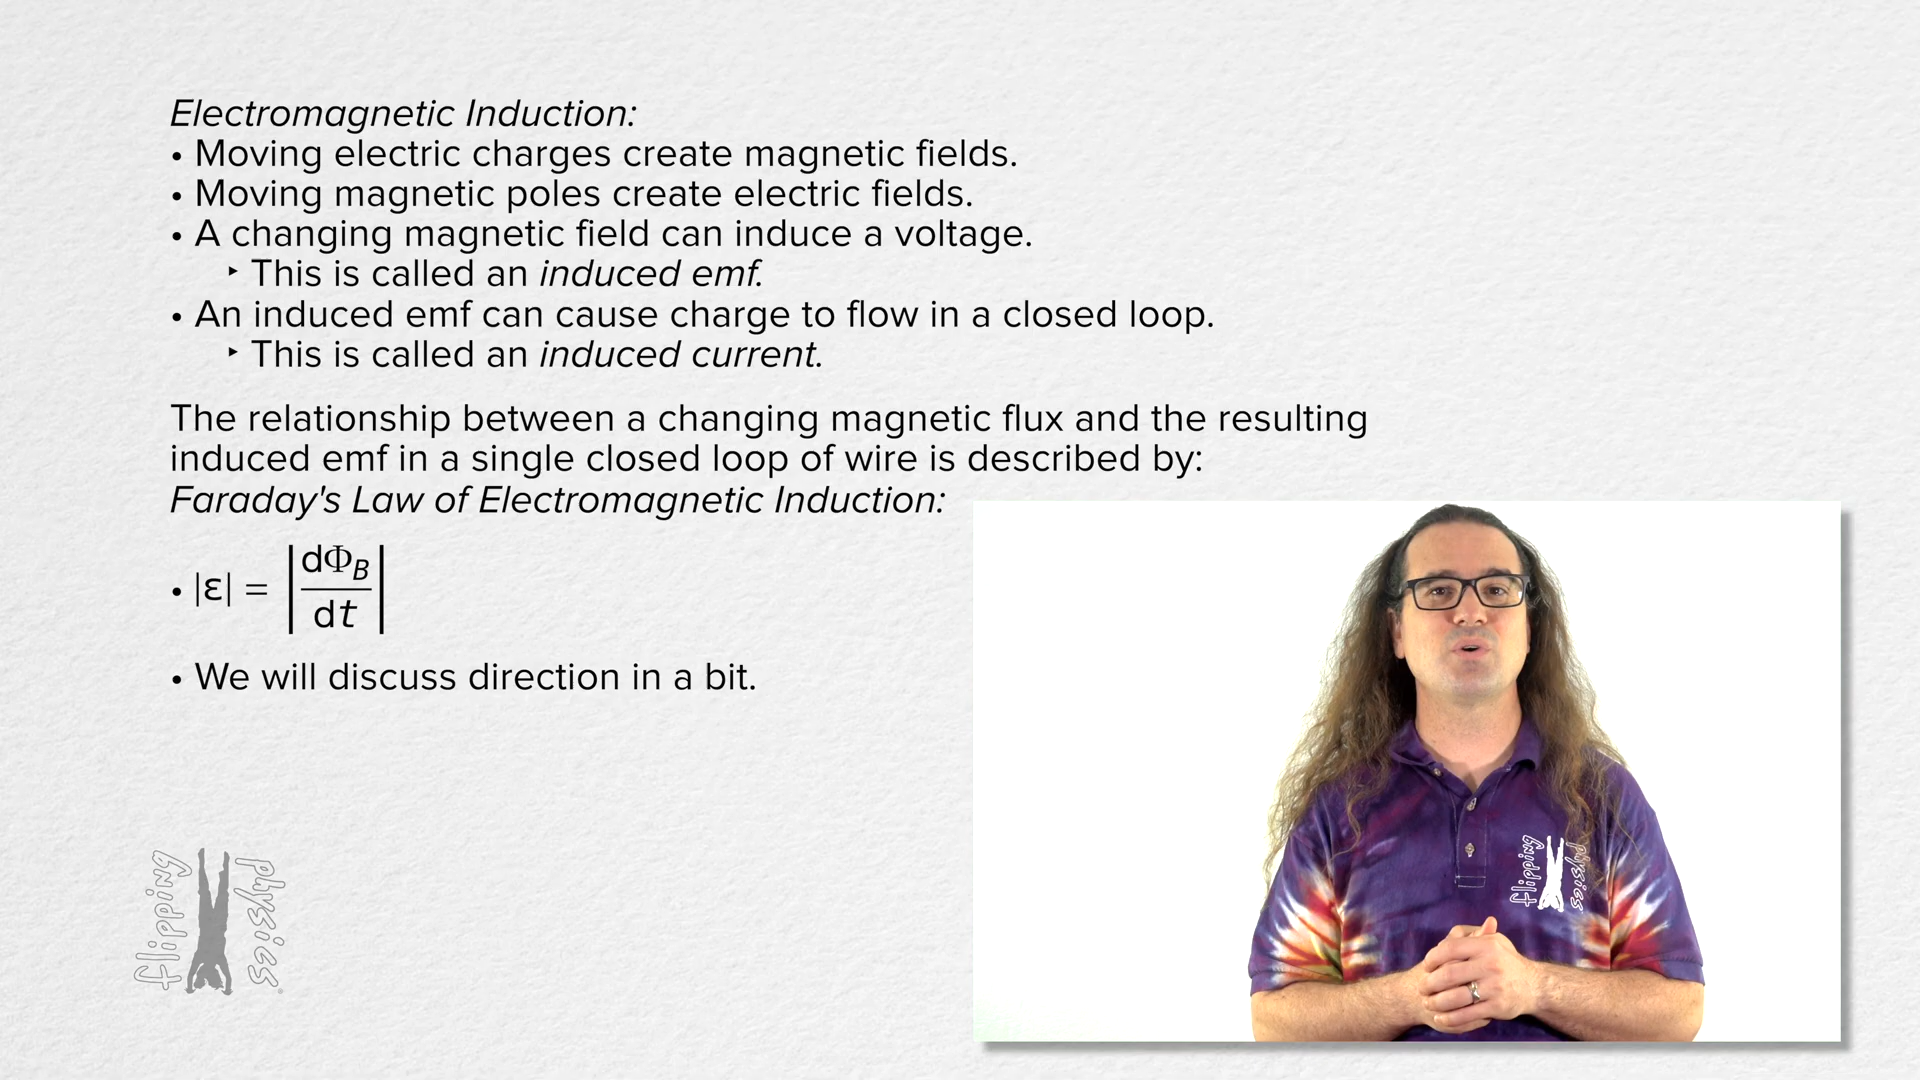 Electromagnetic Induction:
• Moving electric charges create magnetic fields.
• Moving magnetic poles create electric fields.
• A changing magnetic field can induce a voltage.
‣ This is called an induced emf.
• An induced emf can cause charge to flow in a closed loop.
‣ This is called an induced current.
The relationship between a changing magnetic flux and the resulting
induced emf in a single closed loop of wire is described by:
Faraday's Law of Electromagnetic Induction:
• |ε| = |dΦ_B/dt|
• We will discuss direction in a bit.
flipping physics
flipping physics